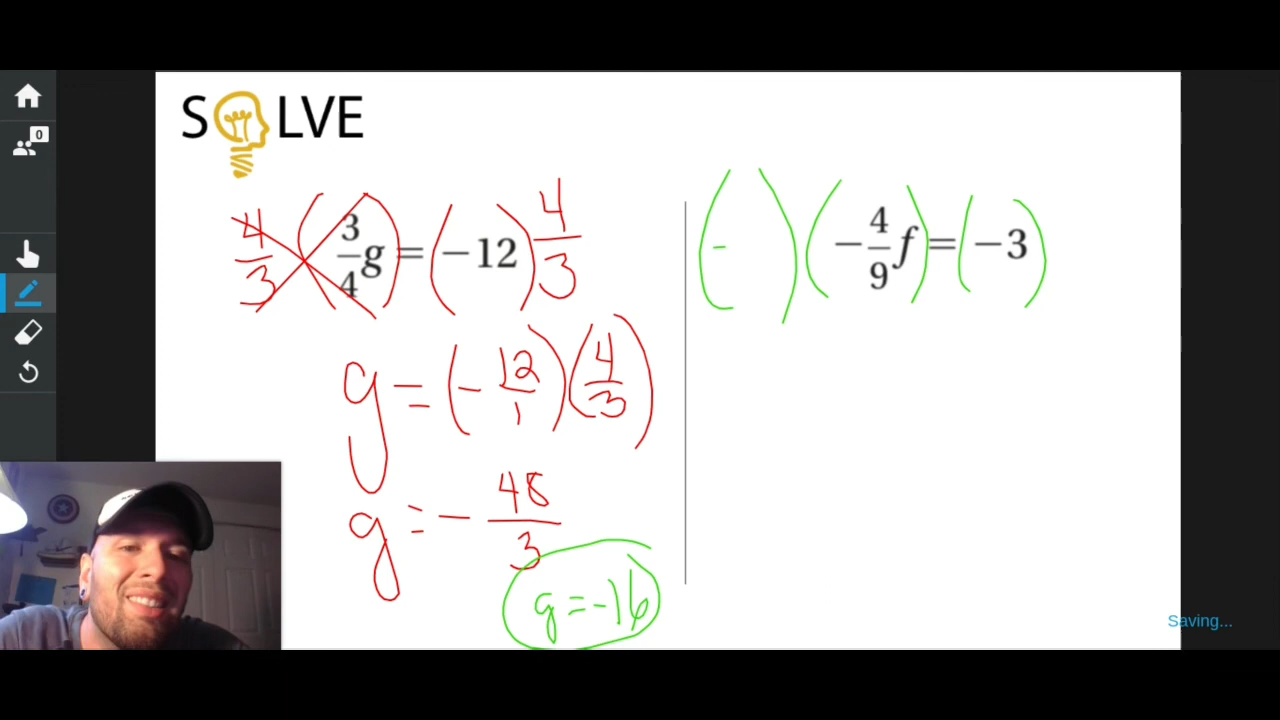 0
SOLVE
4/3 (3/4 g) = (-12) 4/3
g = (-12/1)(4/3)
g = -48/3
g = -16
(- ) (-4/9 f) = (-3)
Saving...